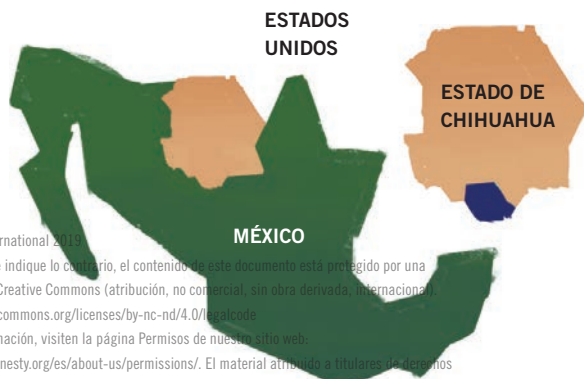 ESTADOS
UNIDOS
ESTADO DE
CHIHUAHUA
MÉXICO
rnational 2019
e indique lo contrario, el contenido de este documento está protegido por una
Creative Commons (atribución, no comercial, sin obra derivada, internacional).
commons.org/licenses/by-nc-nd/4.0/legalcode
mación, visiten la página Permisos de nuestro sitio web:
nesty.org/es/about-us/permissions/. El material atribuido a titulares de derechos